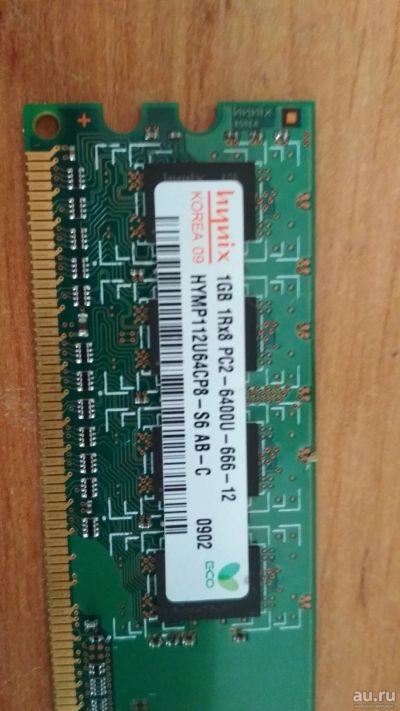 hynix
KOREA 09
1GB 1Rx8 PC2-6400U-666-12
HYMP112U64CP8-S6 AB-C
0902
ECO
au.ru